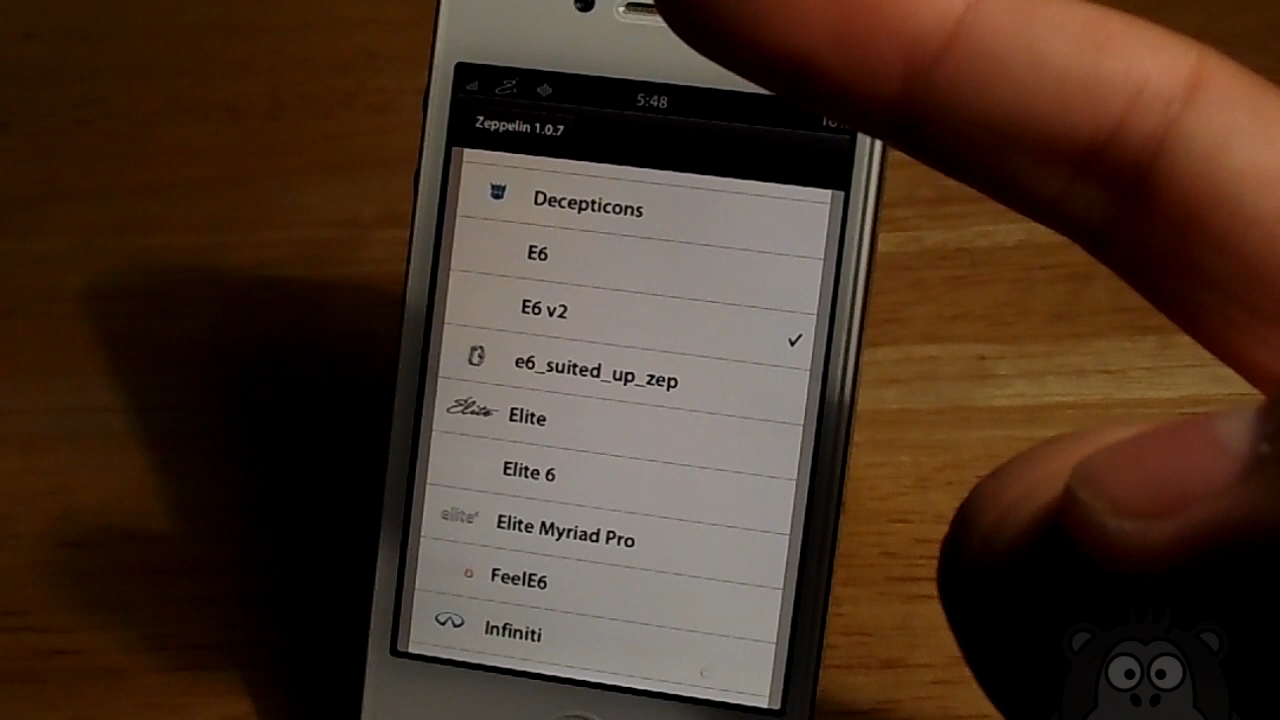 5:48
Zeppelin 1.0.7
Decepticons
E6
E6 v2
e6_suited_up_zep
Elite Elite
Elite 6
elite Elite Myriad Pro
FeelE6
Infiniti